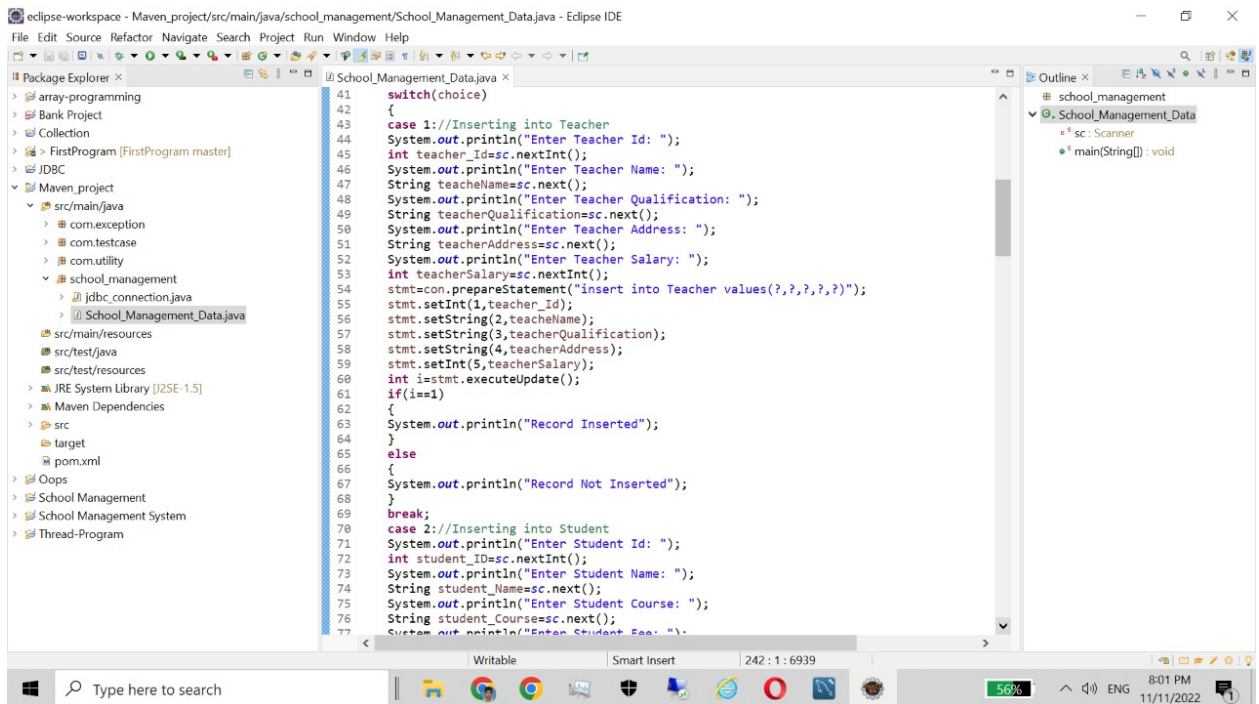 eclipse-workspace - Maven_project/src/main/java/school_management/School_Management_Data.java - Eclipse IDE
File Edit Source Refactor Navigate Search Project Run Window Help
Package Explorer
array-programming
Bank Project
Collection
> FirstProgram [FirstProgram master]
JDBC
Maven_project
src/main/java
com.exception
com.testcase
com.utility
school_management
jdbc_connection.java
School_Management_Data.java
src/main/resources
src/test/java
src/test/resources
JRE System Library [J2SE-1.5]
Maven Dependencies
src
target
pom.xml
Oops
School Management
School Management System
Thread-Program
School_Management_Data.java
41 switch(choice)
42 {
43 case 1://Inserting into Teacher
44 System.out.println("Enter Teacher Id: ");
45 int teacher_Id=sc.nextInt();
46 System.out.println("Enter Teacher Name: ");
47 String teacheName=sc.next();
48 System.out.println("Enter Teacher Qualification: ");
49 String teacherQualification=sc.next();
50 System.out.println("Enter Teacher Address: ");
51 String teacherAddress=sc.next();
52 System.out.println("Enter Teacher Salary: ");
53 int teacherSalary=sc.nextInt();
54 stmt=con.prepareStatement("insert into Teacher values(?,?,?,?,?)");
55 stmt.setInt(1,teacher_Id);
56 stmt.setString(2,teacheName);
57 stmt.setString(3,teacherQualification);
58 stmt.setString(4,teacherAddress);
59 stmt.setInt(5,teacherSalary);
60 int i=stmt.executeUpdate();
61 if(i==1)
62 {
63 System.out.println("Record Inserted");
64 }
65 else
66 {
67 System.out.println("Record Not Inserted");
68 }
69 break;
70 case 2://Inserting into Student
71 System.out.println("Enter Student Id: ");
72 int student_ID=sc.nextInt();
73 System.out.println("Enter Student Name: ");
74 String student_Name=sc.next();
75 System.out.println("Enter Student Course: ");
76 String student_Course=sc.next();
77 System.out.println("Enter Student Fee: ");
Outline
school_management
School_Management_Data
sc : Scanner
main(String[]) : void
Writable Smart Insert 242 : 1 : 6939
Type here to search
56%
ENG
8:01 PM
11/11/2022
1